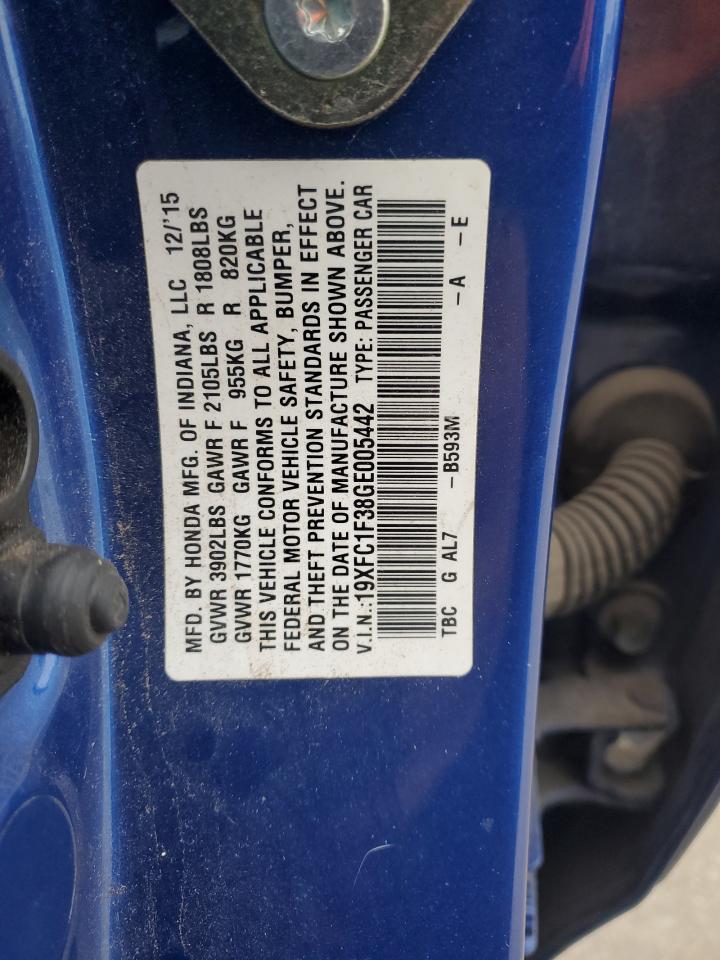 MFD. BY HONDA MFG. OF INDIANA, LLC 12/'15
GVWR 3902LBS GAWR F 2105LBS R 1808LBS
GVWR 1770KG GAWR F 955KG R 820KG
THIS VEHICLE CONFORMS TO ALL APPLICABLE
FEDERAL MOTOR VEHICLE SAFETY, BUMPER,
AND THEFT PREVENTION STANDARDS IN EFFECT
ON THE DATE OF MANUFACTURE SHOWN ABOVE.
V.I.N.:19XFC1F38GE005442 TYPE: PASSENGER CAR
TBC G AL7 -B593M -A -E